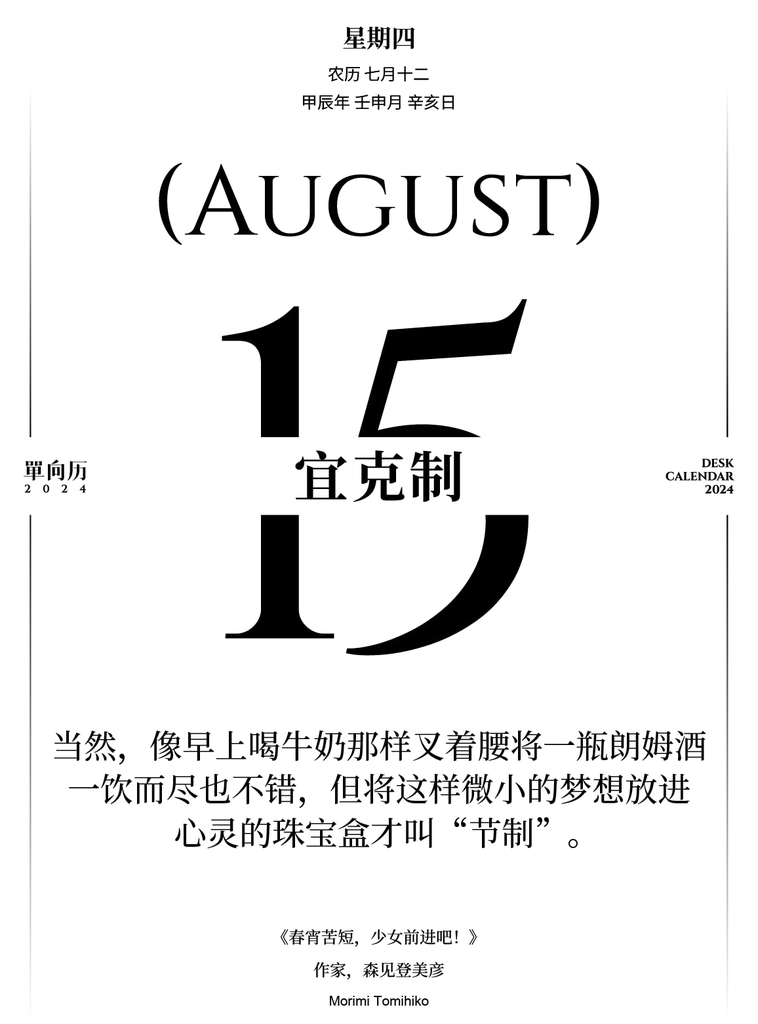 星期四
农历 七月十二
甲辰年 壬申月 辛亥日
(AUGUST)
15
宜克制
單向历
2024
DESK
CALENDAR
2024
当然，像早上喝牛奶那样叉着腰将一瓶朗姆酒
一饮而尽也不错，但将这样微小的梦想放进
心灵的珠宝盒才叫“节制”。
《春宵苦短，少女前进吧！》
作家，森见登美彦
Morimi Tomihiko